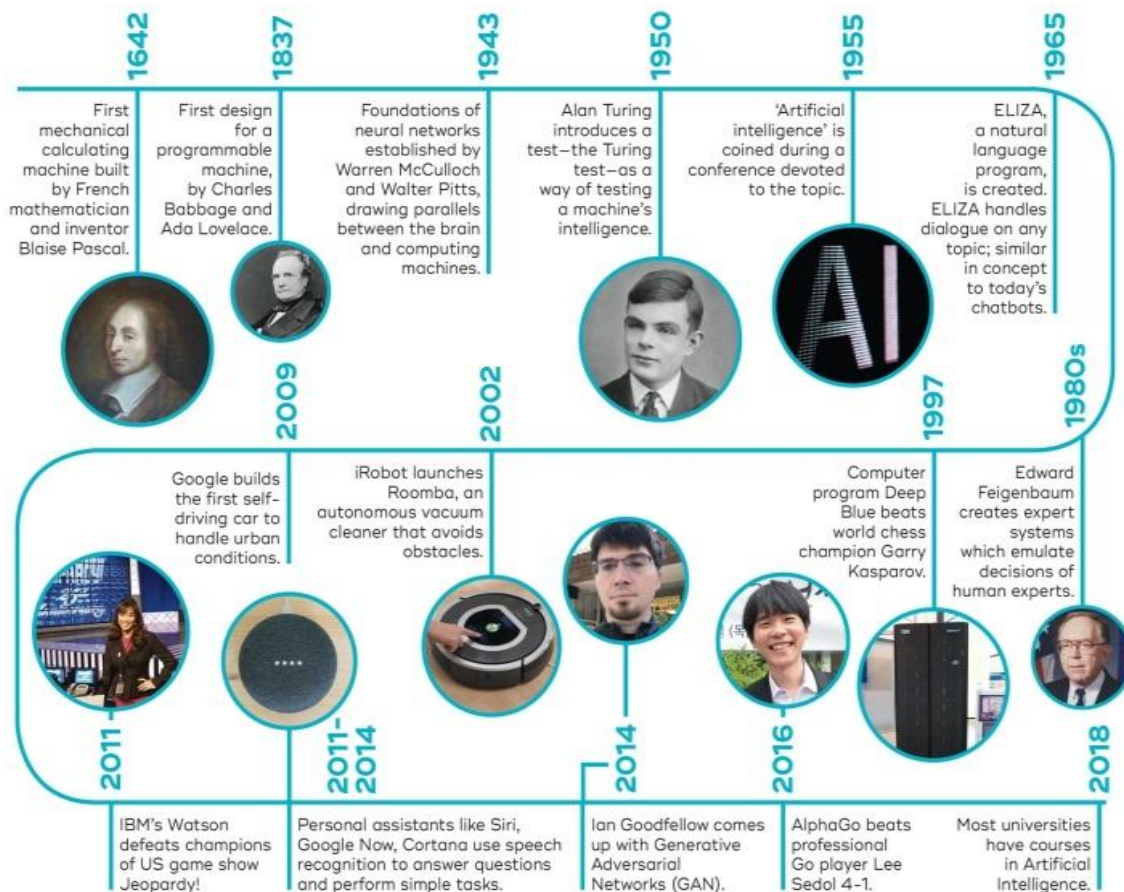 1642
First
mechanical
calculating
machine built
by French
mathematician
and inventor
Blaise Pascal.
1837
First design
for a
programmable
machine,
by Charles
Babbage and
Ada Lovelace.
1943
Foundations of
neural networks
established by
Warren McCulloch
and Walter Pitts,
drawing parallels
between the brain
and computing
machines.
1950
Alan Turing
introduces a
test—the Turing
test—as a
way of testing
a machine's
intelligence.
1955
'Artificial
intelligence' is
coined during a
conference devoted
to the topic.
AI
1965
ELIZA,
a natural
language
program,
is created.
ELIZA handles
dialogue on any
topic; similar
in concept
to today's
chatbots.
1980s
Edward
Feigenbaum
creates expert
systems
which emulate
decisions of
human experts.
1997
Computer
program Deep
Blue beats
world chess
champion Garry
Kasparov.
2002
iRobot launches
Roomba, an
autonomous vacuum
cleaner that avoids
obstacles.
2009
Google builds
the first self-
driving car to
handle urban
conditions.
2011
IBM's Watson
defeats champions
of US game show
Jeopardy!
2011-
2014
Personal assistants like Siri,
Google Now, Cortana use speech
recognition to answer questions
and perform simple tasks.
2014
Ian Goodfellow comes
up with Generative
Adversarial
Networks (GAN).
2016
AlphaGo beats
professional
Go player Lee
Sedol 4-1.
2018
Most universities
have courses
in Artificial
Intelligence.